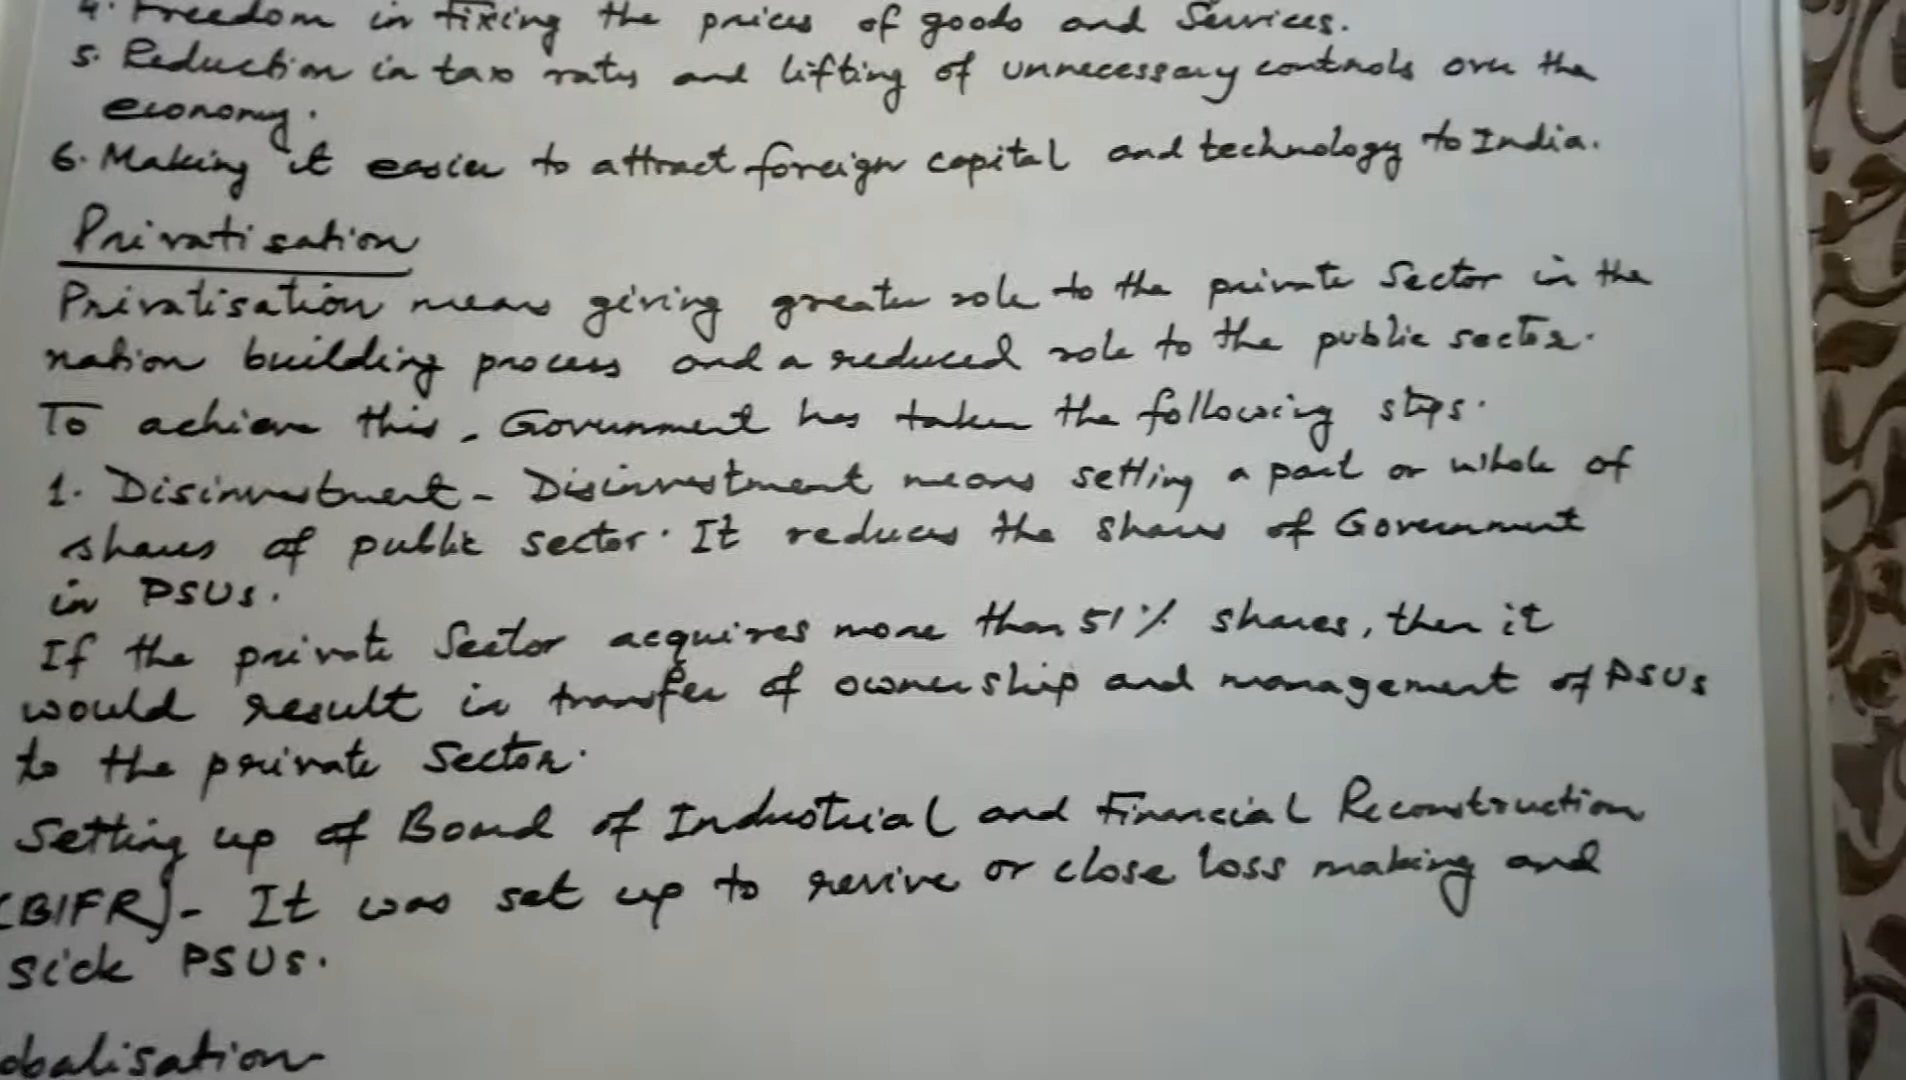 4. Freedom in fixing the prices of goods and Services.
5. Reduction in tax rates and lifting of unnecessary controls over the
economy.
6. Making it easier to attract foreign capital and technology to India.
Privatisation
Privatisation means giving greater role to the private Sector in the
nation building process and a reduced role to the public sector.
To achieve this, Government has taken the following steps.
1. Disinvestment - Disinvestment means setling a part or whole of
shares of public sector. It reduces the shares of Government
in PSUs.
If the private Sector acquires more than 51% shares, then it
would result in transfer of ownership and management of PSUs
to the private Sector.
Setting up of Board of Industrial and Financial Reconstruction
[BIFR] - It was set up to revive or close loss making and
sick PSUs.
obalisation